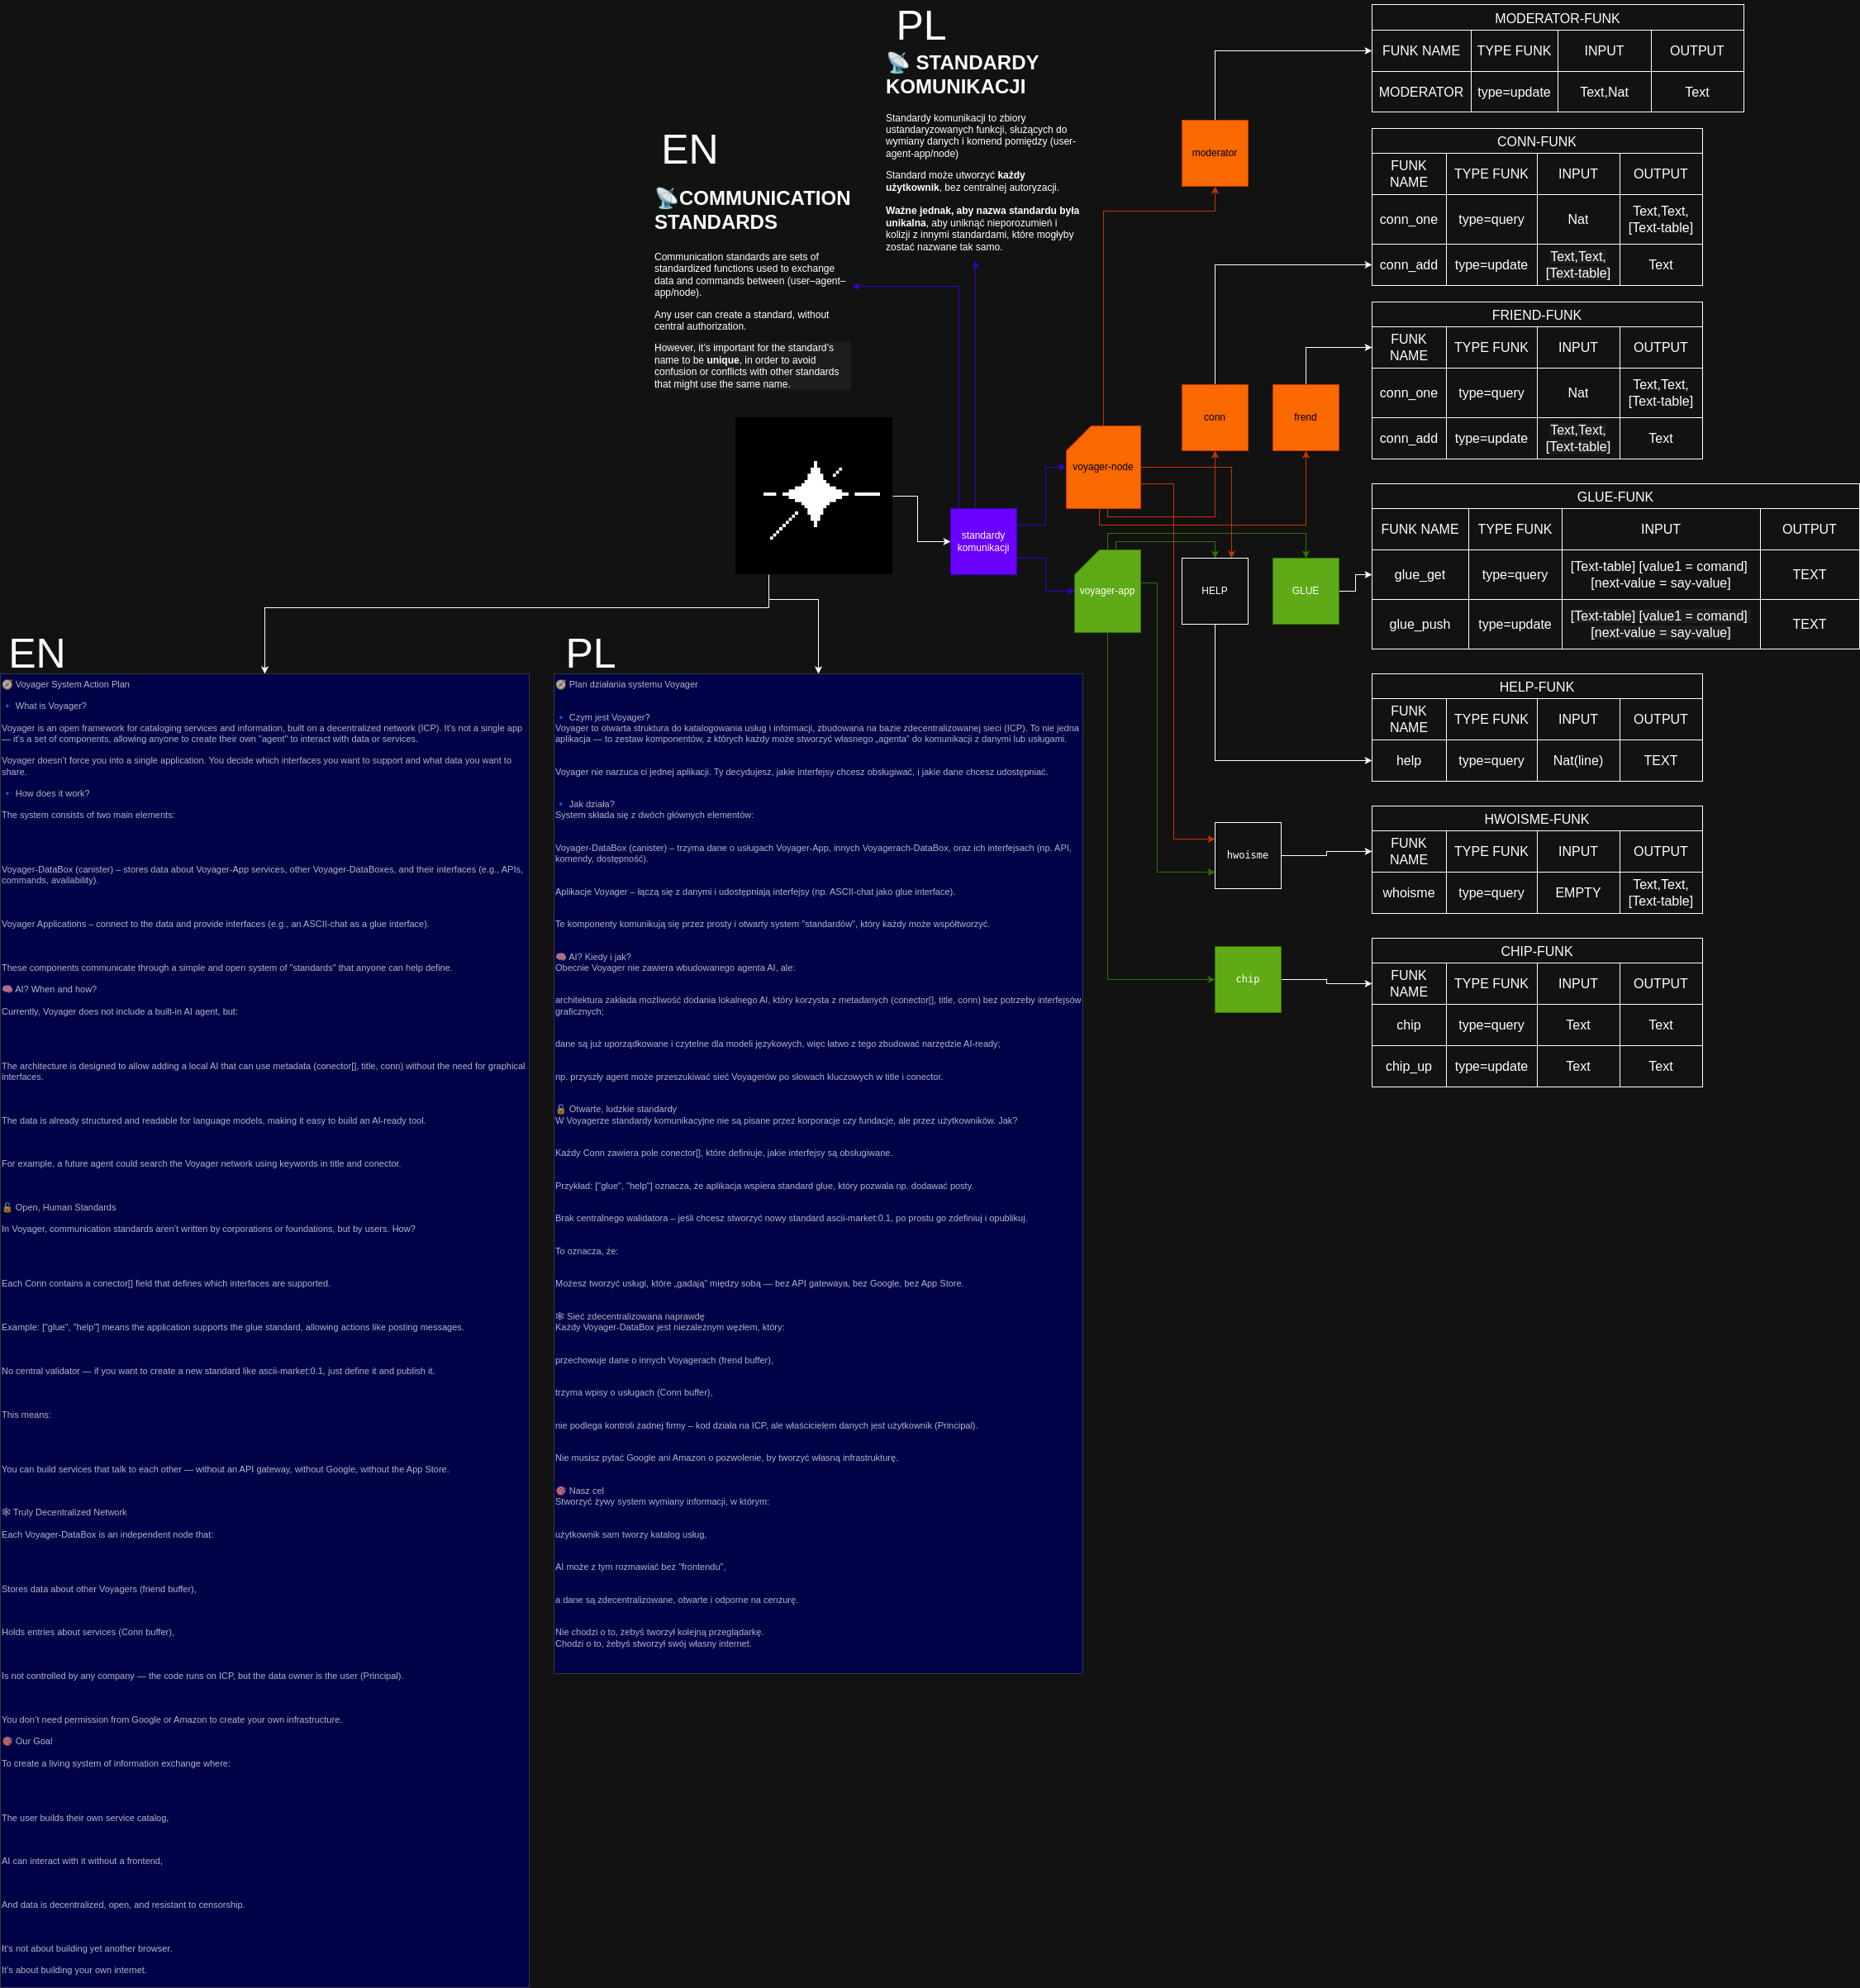 PL
📡 STANDARDY
KOMUNIKACJI
Standardy komunikacji to zbiory
ustandaryzowanych funkcji, służących do
wymiany danych i komend pomiędzy (user-
agent-app/node)
Standard może utworzyć każdy
użytkownik, bez centralnej autoryzacji.
Ważne jednak, aby nazwa standardu była
unikalna, aby uniknąć nieporozumień i
kolizji z innymi standardami, które mogłyby
zostać nazwane tak samo.
EN
📡COMMUNICATION
STANDARDS
Communication standards are sets of
standardized functions used to exchange
data and commands between (user–agent–
app/node).
Any user can create a standard, without
central authorization.
However, it’s important for the standard’s
name to be unique, in order to avoid
confusion or conflicts with other standards
that might use the same name.
standardy
komunikacji
voyager-node
voyager-app
moderator
conn
frend
HELP
GLUE
hwoisme
chip
MODERATOR-FUNK
FUNK NAME TYPE FUNK INPUT OUTPUT
MODERATOR type=update Text,Nat Text
CONN-FUNK
FUNK
NAME TYPE FUNK INPUT OUTPUT
conn_one type=query Nat Text,Text,
[Text-table]
conn_add type=update Text,Text,
[Text-table] Text
FRIEND-FUNK
FUNK
NAME TYPE FUNK INPUT OUTPUT
conn_one type=query Nat Text,Text,
[Text-table]
conn_add type=update Text,Text,
[Text-table] Text
GLUE-FUNK
FUNK NAME TYPE FUNK INPUT OUTPUT
glue_get type=query [Text-table] [value1 = comand]
[next-value = say-value] TEXT
glue_push type=update [Text-table] [value1 = comand]
[next-value = say-value] TEXT
HELP-FUNK
FUNK
NAME TYPE FUNK INPUT OUTPUT
help type=query Nat(line) TEXT
HWOISME-FUNK
FUNK
NAME TYPE FUNK INPUT OUTPUT
whoisme type=query EMPTY Text,Text,
[Text-table]
CHIP-FUNK
FUNK
NAME TYPE FUNK INPUT OUTPUT
chip type=query Text Text
chip_up type=update Text Text
EN
🧭 Voyager System Action Plan
🔹 What is Voyager?
Voyager is an open framework for cataloging services and information, built on a decentralized network (ICP). It’s not a single app
— it’s a set of components, allowing anyone to create their own "agent" to interact with data or services.
Voyager doesn’t force you into a single application. You decide which interfaces you want to support and what data you want to
share.
🔹 How does it work?
The system consists of two main elements:
Voyager-DataBox (canister) – stores data about Voyager-App services, other Voyager-DataBoxes, and their interfaces (e.g., APIs,
commands, availability).
Voyager Applications – connect to the data and provide interfaces (e.g., an ASCII-chat as a glue interface).
These components communicate through a simple and open system of "standards" that anyone can help define.
🧠 AI? When and how?
Currently, Voyager does not include a built-in AI agent, but:
The architecture is designed to allow adding a local AI that can use metadata (conector[], title, conn) without the need for graphical
interfaces.
The data is already structured and readable for language models, making it easy to build an AI-ready tool.
For example, a future agent could search the Voyager network using keywords in title and conector.
🔓 Open, Human Standards
In Voyager, communication standards aren’t written by corporations or foundations, but by users. How?
Each Conn contains a conector[] field that defines which interfaces are supported.
Example: ["glue", "help"] means the application supports the glue standard, allowing actions like posting messages.
No central validator — if you want to create a new standard like ascii-market:0.1, just define it and publish it.
This means:
You can build services that talk to each other — without an API gateway, without Google, without the App Store.
🕸 Truly Decentralized Network
Each Voyager-DataBox is an independent node that:
Stores data about other Voyagers (friend buffer),
Holds entries about services (Conn buffer),
Is not controlled by any company — the code runs on ICP, but the data owner is the user (Principal).
You don’t need permission from Google or Amazon to create your own infrastructure.
🎯 Our Goal
To create a living system of information exchange where:
The user builds their own service catalog,
AI can interact with it without a frontend,
And data is decentralized, open, and resistant to censorship.
It’s not about building yet another browser.
It’s about building your own internet.
PL
🧭 Plan działania systemu Voyager
🔹 Czym jest Voyager?
Voyager to otwarta struktura do katalogowania usług i informacji, zbudowana na bazie zdecentralizowanej sieci (ICP). To nie jedna
aplikacja — to zestaw komponentów, z których każdy może stworzyć własnego „agenta” do komunikacji z danymi lub usługami.
Voyager nie narzuca ci jednej aplikacji. Ty decydujesz, jakie interfejsy chcesz obsługiwać, i jakie dane chcesz udostępniać.
🔹 Jak działa?
System składa się z dwóch głównych elementów:
Voyager-DataBox (canister) – trzyma dane o usługach Voyager-App, innych Voyagerach-DataBox, oraz ich interfejsach (np. API,
komendy, dostępność).
Aplikacje Voyager – łączą się z danymi i udostępniają interfejsy (np. ASCII-chat jako glue interface).
Te komponenty komunikują się przez prosty i otwarty system "standardów", który każdy może współtworzyć.
🧠 AI? Kiedy i jak?
Obecnie Voyager nie zawiera wbudowanego agenta AI, ale:
architektura zakłada możliwość dodania lokalnego AI, który korzysta z metadanych (conector[], title, conn) bez potrzeby interfejsów
graficznych;
dane są już uporządkowane i czytelne dla modeli językowych, więc łatwo z tego zbudować narzędzie AI-ready;
np. przyszły agent może przeszukiwać sieć Voyagerów po słowach kluczowych w title i conector.
🔓 Otwarte, ludzkie standardy
W Voyagerze standardy komunikacyjne nie są pisane przez korporacje czy fundacje, ale przez użytkowników. Jak?
Każdy Conn zawiera pole conector[], które definiuje, jakie interfejsy są obsługiwane.
Przykład: ["glue", "help"] oznacza, że aplikacja wspiera standard glue, który pozwala np. dodawać posty.
Brak centralnego walidatora – jeśli chcesz stworzyć nowy standard ascii-market:0.1, po prostu go zdefiniuj i opublikuj.
To oznacza, że:
Możesz tworzyć usługi, które „gadają” między sobą — bez API gatewaya, bez Google, bez App Store.
🕸 Sieć zdecentralizowana naprawdę
Każdy Voyager-DataBox jest niezależnym węzłem, który:
przechowuje dane o innych Voyagerach (frend buffer),
trzyma wpisy o usługach (Conn buffer),
nie podlega kontroli żadnej firmy – kod działa na ICP, ale właścicielem danych jest użytkownik (Principal).
Nie musisz pytać Google ani Amazon o pozwolenie, by tworzyć własną infrastrukturę.
🎯 Nasz cel
Stworzyć żywy system wymiany informacji, w którym:
użytkownik sam tworzy katalog usług,
AI może z tym rozmawiać bez "frontendu",
a dane są zdecentralizowane, otwarte i odporne na cenzurę.
Nie chodzi o to, żebyś tworzył kolejną przeglądarkę.
Chodzi o to, żebyś stworzył swój własny internet.